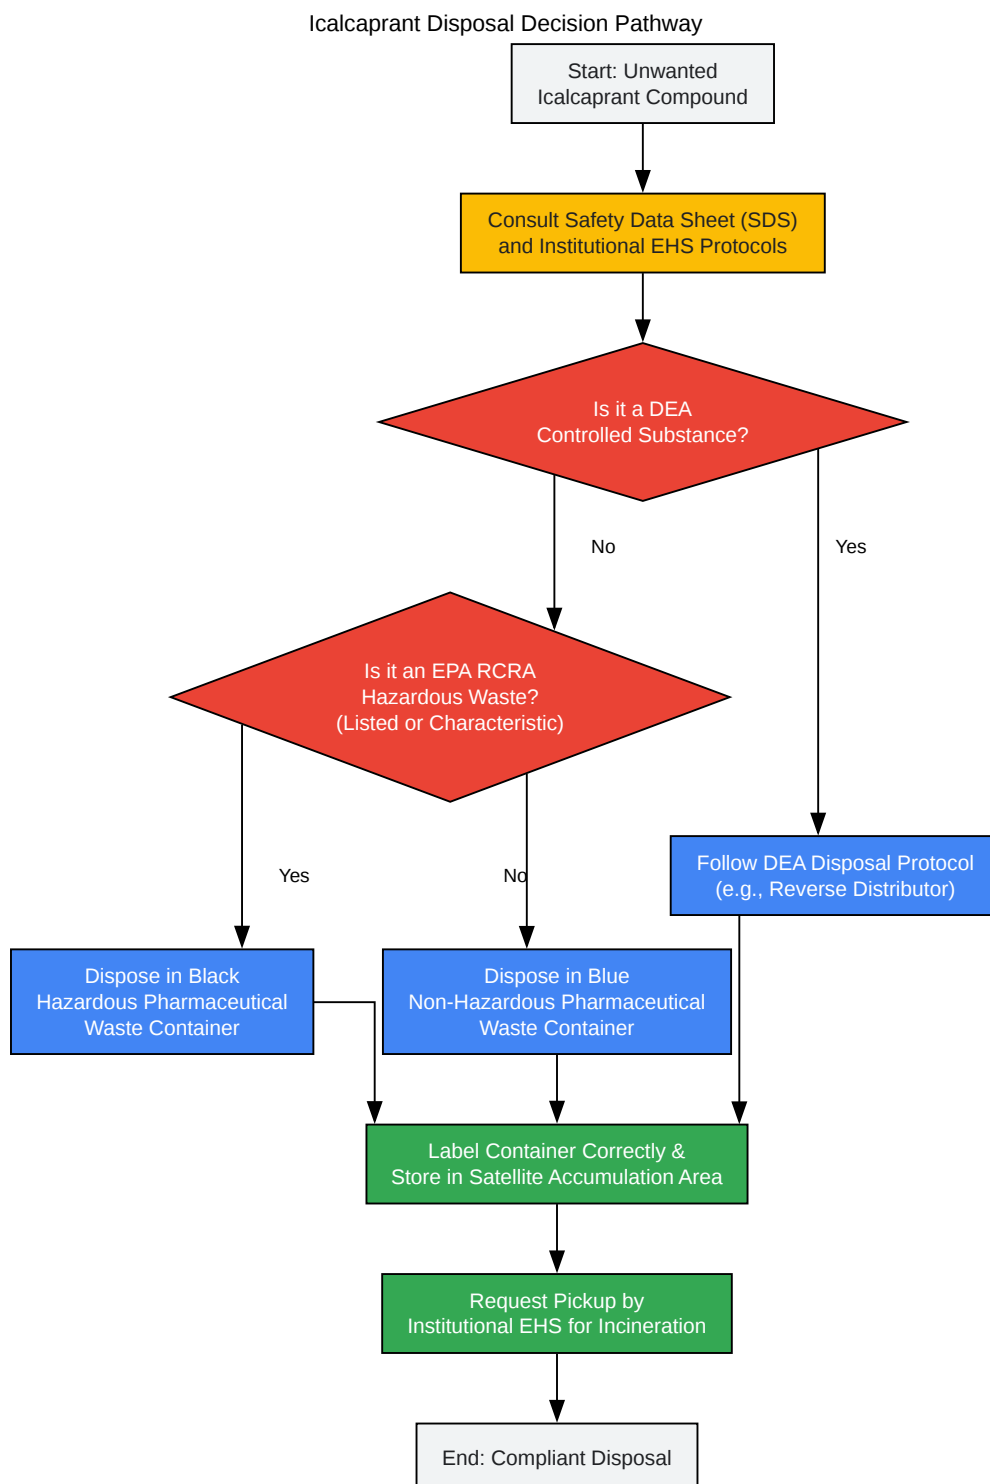 Icalcaprant Disposal Decision Pathway
Start: Unwanted
Icalcaprant Compound
Consult Safety Data Sheet (SDS)
and Institutional EHS Protocols
Is it a DEA
Controlled Substance?
No
Yes
Is it an EPA RCRA
Hazardous Waste?
(Listed or Characteristic)
Yes
No
Follow DEA Disposal Protocol
(e.g., Reverse Distributor)
Dispose in Black
Hazardous Pharmaceutical
Waste Container
Dispose in Blue
Non-Hazardous Pharmaceutical
Waste Container
Label Container Correctly &
Store in Satellite Accumulation Area
Request Pickup by
Institutional EHS for Incineration
End: Compliant Disposal